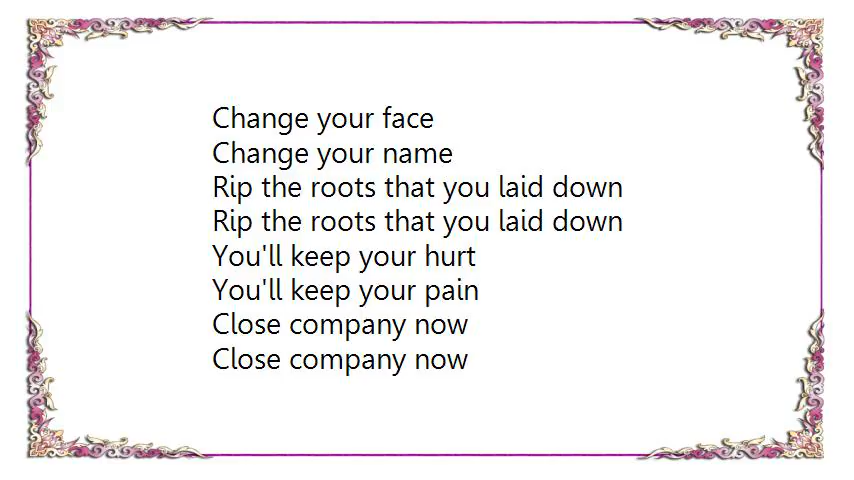 Change your face
Change your name
Rip the roots that you laid down
Rip the roots that you laid down
You'll keep your hurt
You'll keep your pain
Close company now
Close company now